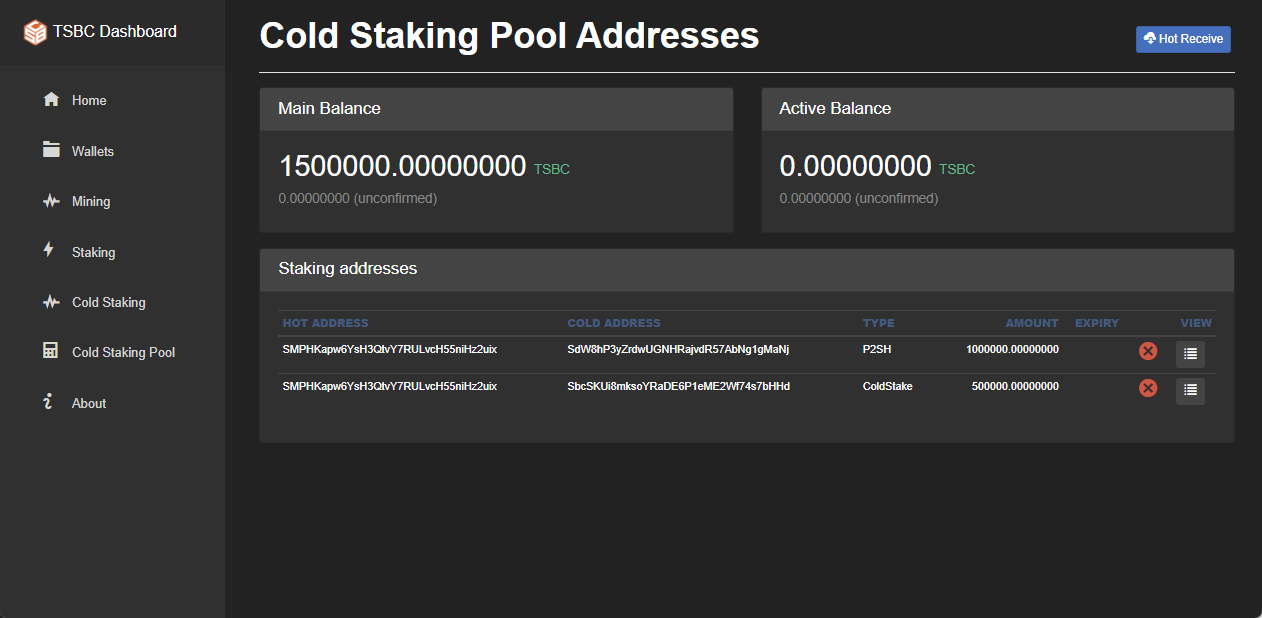 TSBC Dashboard
Home
Wallets
Mining
Staking
Cold Staking
Cold Staking Pool
About
Cold Staking Pool Addresses
Hot Receive
Main Balance
1500000.00000000 TSBC
0.00000000 (unconfirmed)
Active Balance
0.00000000 TSBC
0.00000000 (unconfirmed)
Staking addresses
HOT ADDRESS COLD ADDRESS TYPE AMOUNT EXPIRY VIEW
SMPHKapw6YsH3QtvY7RULvcH55niHz2uix SdW8hP3yZrdwUGNHRajvdR57AbNg1gMaNj P2SH 1000000.00000000
SMPHKapw6YsH3QtvY7RULvcH55niHz2uix SbcSKUi8mksoYRaDE6P1eME2Wf74s7bHHd ColdStake 500000.00000000